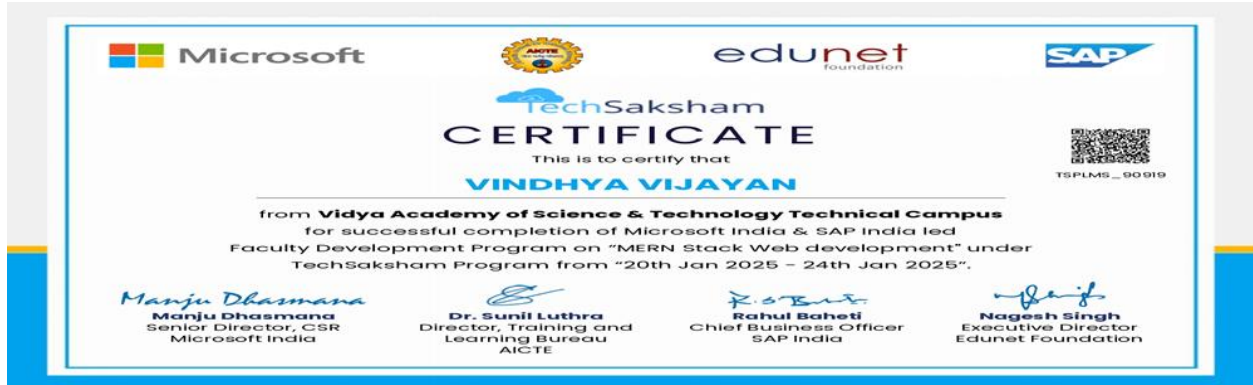 Microsoft
AICTE
edunet
foundation
SAP
TechSaksham
CERTIFICATE
This is to certify that
TSPLMS_90919
VINDHYA VIJAYAN
from Vidya Academy of Science & Technology Technical Campus
for successful completion of Microsoft India & SAP India led
Faculty Development Program on “MERN Stack Web development" under
TechSaksham Program from “20th Jan 2025 - 24th Jan 2025”.
Manju Dhasmana
Manju Dhasmana
Senior Director, CSR
Microsoft India
Dr. Sunil Luthra
Director, Training and
Learning Bureau
AICTE
Rahul Baheti
Chief Business Officer
SAP India
Nagesh Singh
Executive Director
Edunet Foundation